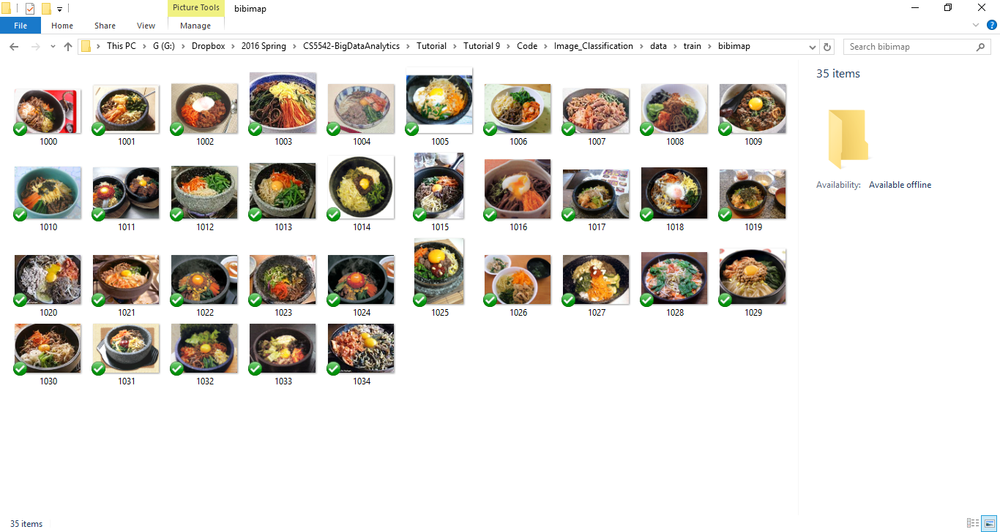 Picture Tools
bibimap
File
Home
Share
View
Manage
This PC
G (G:)
Dropbox
2016 Spring
CS5542-BigDataAnalytics
Tutorial
Tutorial 9
Code
Image_Classification
data
train
bibimap
Search bibimap
35 items
Availability:
Available offline
1000 1001 1002 1003 1004 1005 1006 1007 1008 1009
1010 1011 1012 1013 1014 1015 1016 1017 1018 1019
1020 1021 1022 1023 1024 1025 1026 1027 1028 1029
1030 1031 1032 1033 1034
35 items